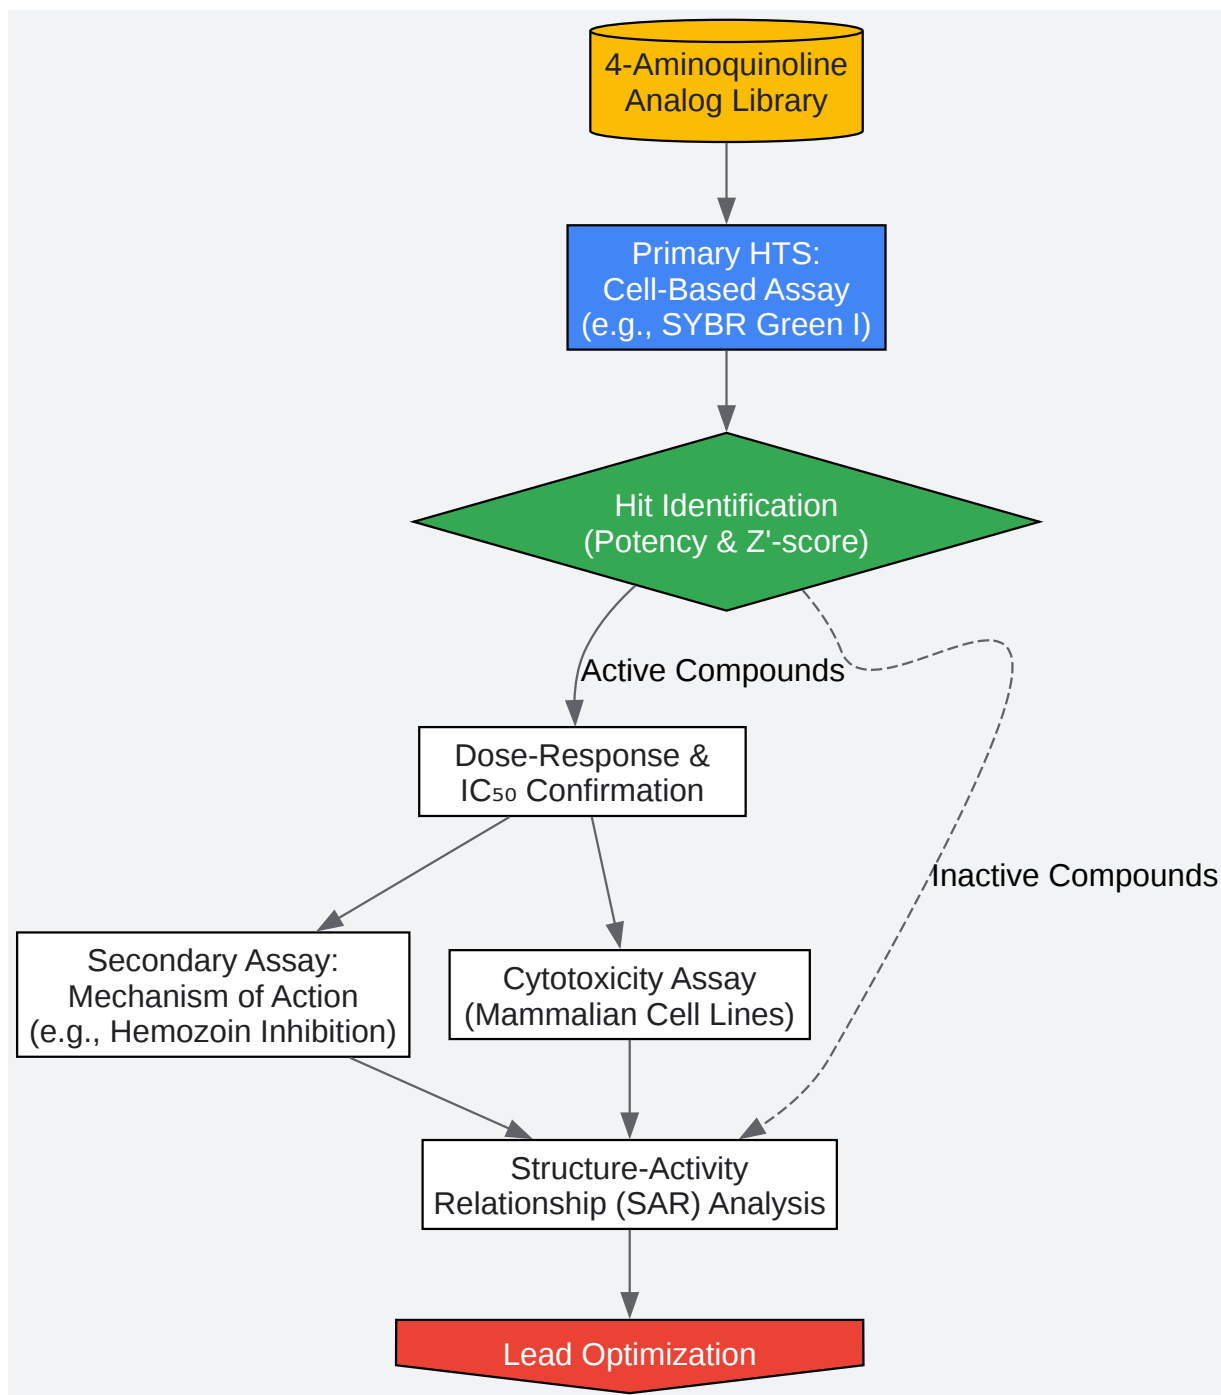 4-Aminoquinoline
Analog Library
Primary HTS:
Cell-Based Assay
(e.g., SYBR Green I)
Hit Identification
(Potency & Z'-score)
Active Compounds
Dose-Response &
IC₅₀ Confirmation
Inactive Compounds
Secondary Assay:
Mechanism of Action
(e.g., Hemozoin Inhibition)
Cytotoxicity Assay
(Mammalian Cell Lines)
Structure-Activity
Relationship (SAR) Analysis
Lead Optimization